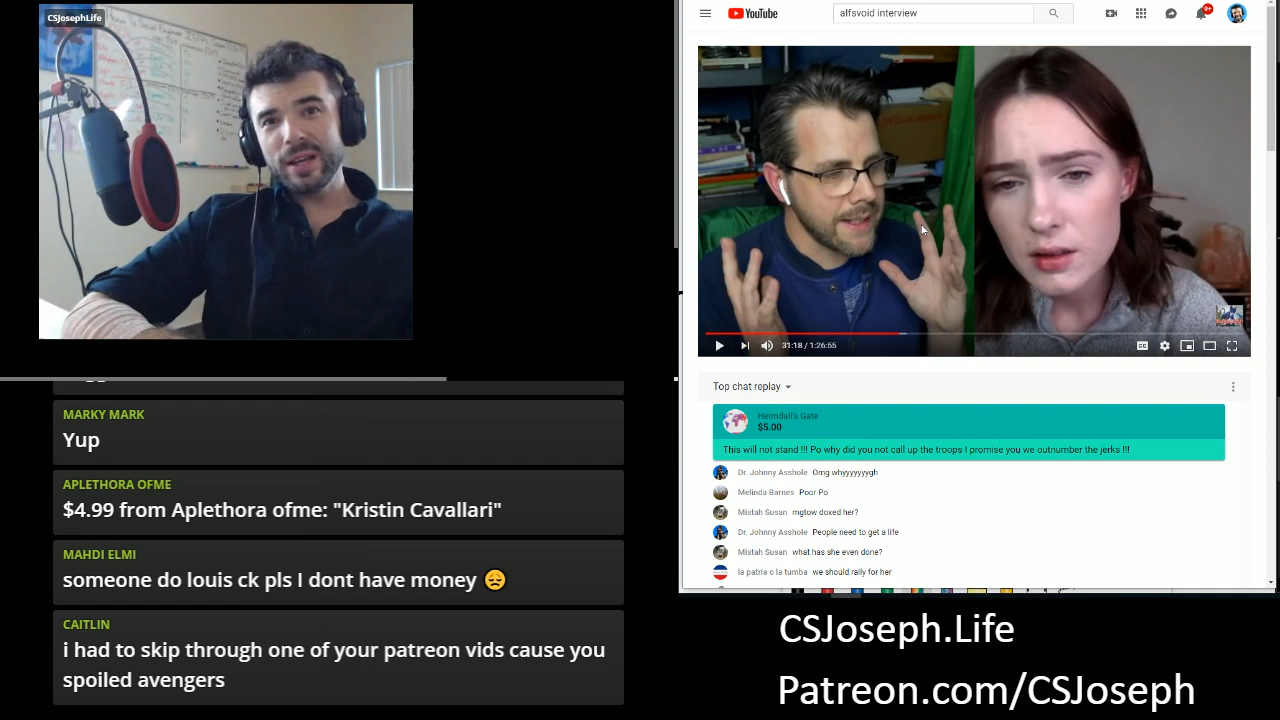 CSJosephLife
YouTube
alfsvoid interview
9+
31:18 / 1:26:55
CC
Top chat replay
Heimdall's Gate
$5.00
This will not stand !!! Po why did you not call up the troops I promise you we outnumber the jerks !!!
Dr. Johnny Asshole Omg whyyyyyyygh
Melinda Barnes Poor Po
Mistah Susan mgtow doxed her?
Dr. Johnny Asshole People need to get a life
Mistah Susan what has she even done?
la patria o la tumba we should rally for her
MARKY MARK
Yup
APLETHORA OFME
$4.99 from Aplethora ofme: "Kristin Cavallari"
MAHDI ELMI
someone do louis ck pls I dont have money 😞
CAITLIN
i had to skip through one of your patreon vids cause you
spoiled avengers
CSJoseph.Life
Patreon.com/CSJoseph